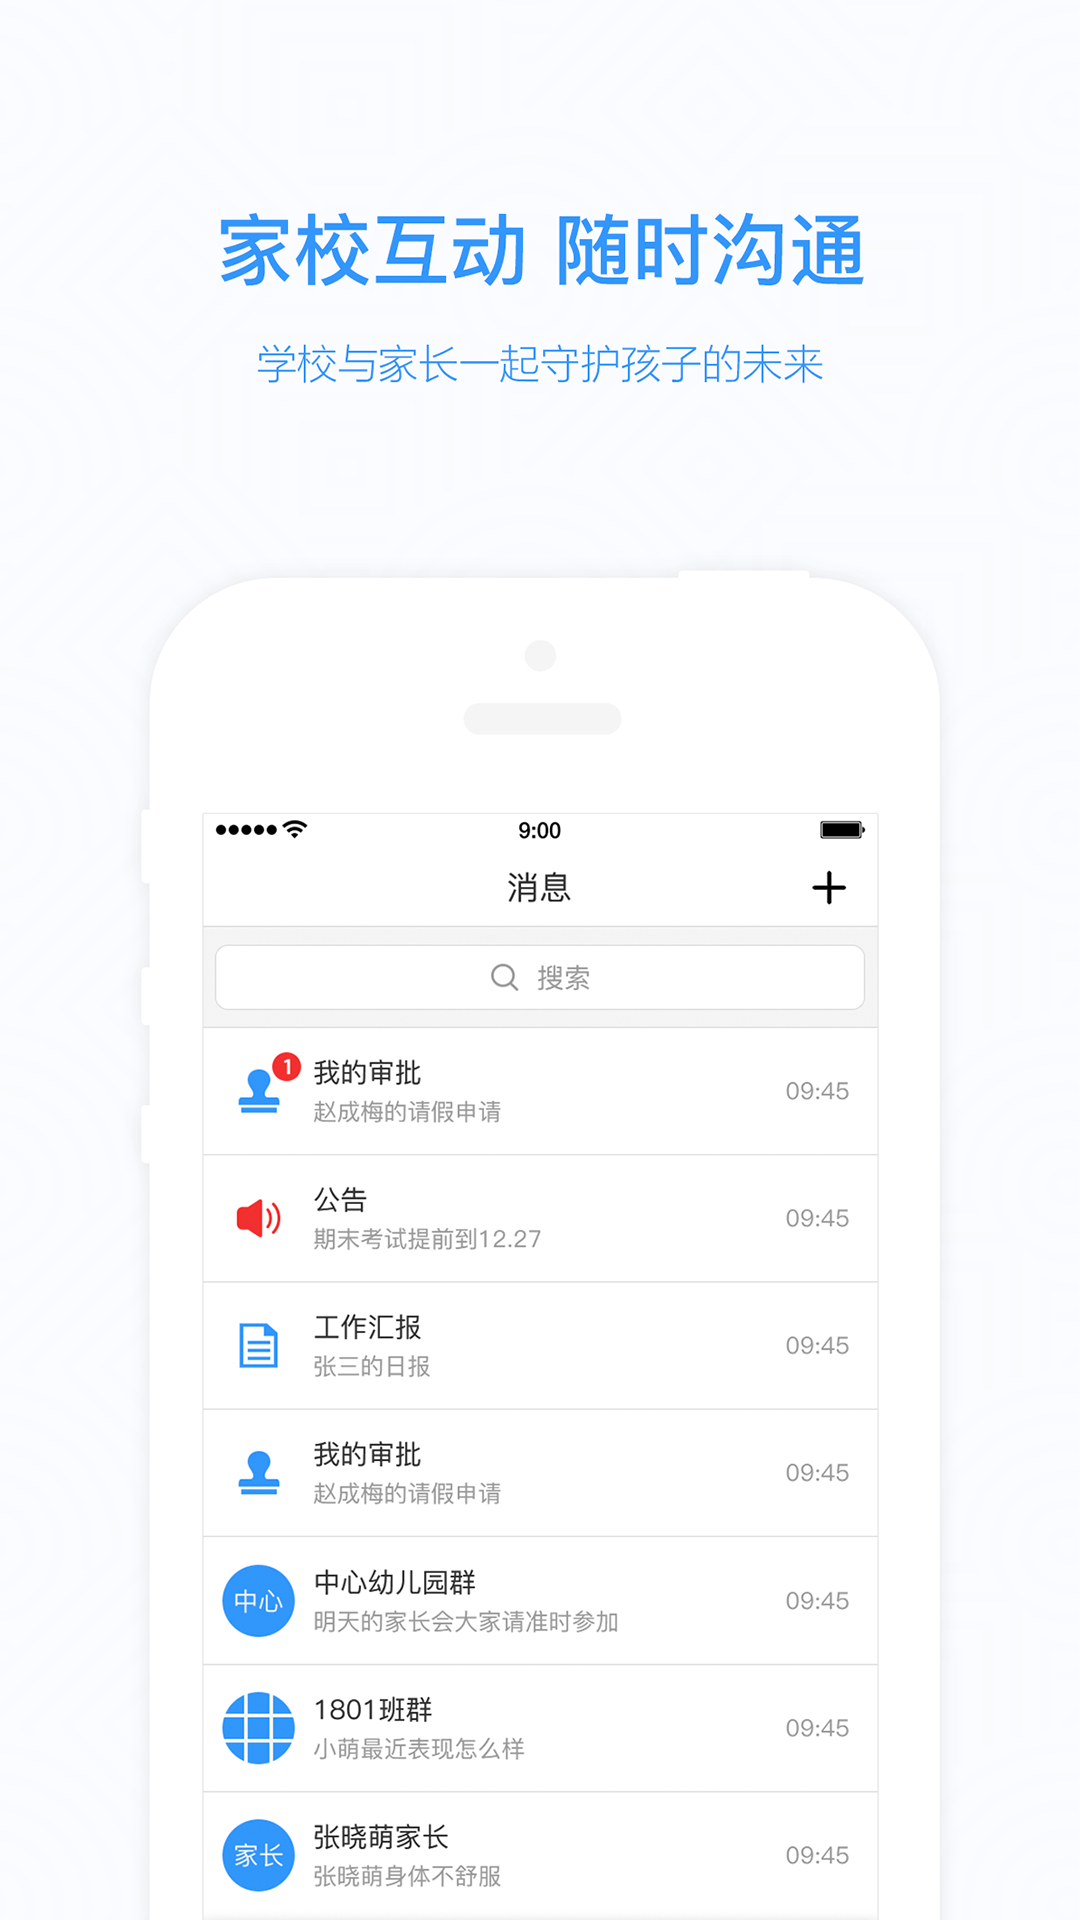 家校互动 随时沟通
学校与家长一起守护孩子的未来
9:00
消息
搜索
1
我的审批
赵成梅的请假申请
09:45
公告
期末考试提前到12.27
09:45
工作汇报
张三的日报
09:45
我的审批
赵成梅的请假申请
09:45
中心
中心幼儿园群
明天的家长会大家请准时参加
09:45
1801班群
小萌最近表现怎么样
09:45
家长
张晓萌家长
张晓萌身体不舒服
09:45